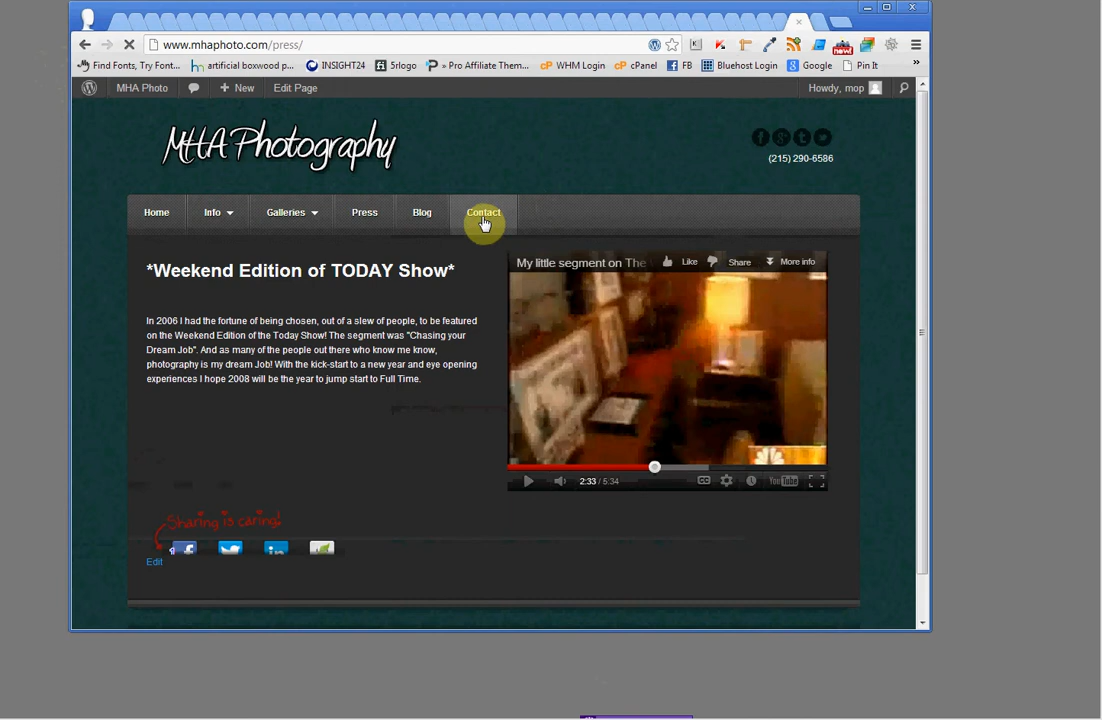 www.mhaphoto.com/press/
Find Fonts, Try Font... artificial boxwood p... INSIGHT24 5rlogo » Pro Affiliate Them... WHM Login cPanel FB Bluehost Login Google Pin It »
MHA Photo + New Edit Page Howdy, mop
MHA Photography
(215) 290-6586
Home Info Galleries Press Blog Contact
*Weekend Edition of TODAY Show*
My little segment on The Like Share More info
In 2006 I had the fortune of being chosen, out of a slew of people, to be featured
on the Weekend Edition of the Today Show! The segment was "Chasing your
Dream Job". And as many of the people out there who know me know,
photography is my dream Job! With the kick-start to a new year and eye opening
experiences I hope 2008 will be the year to jump start to Full Time.
2:33 / 5:34 CC YouTube
Sharing is caring!
Edit